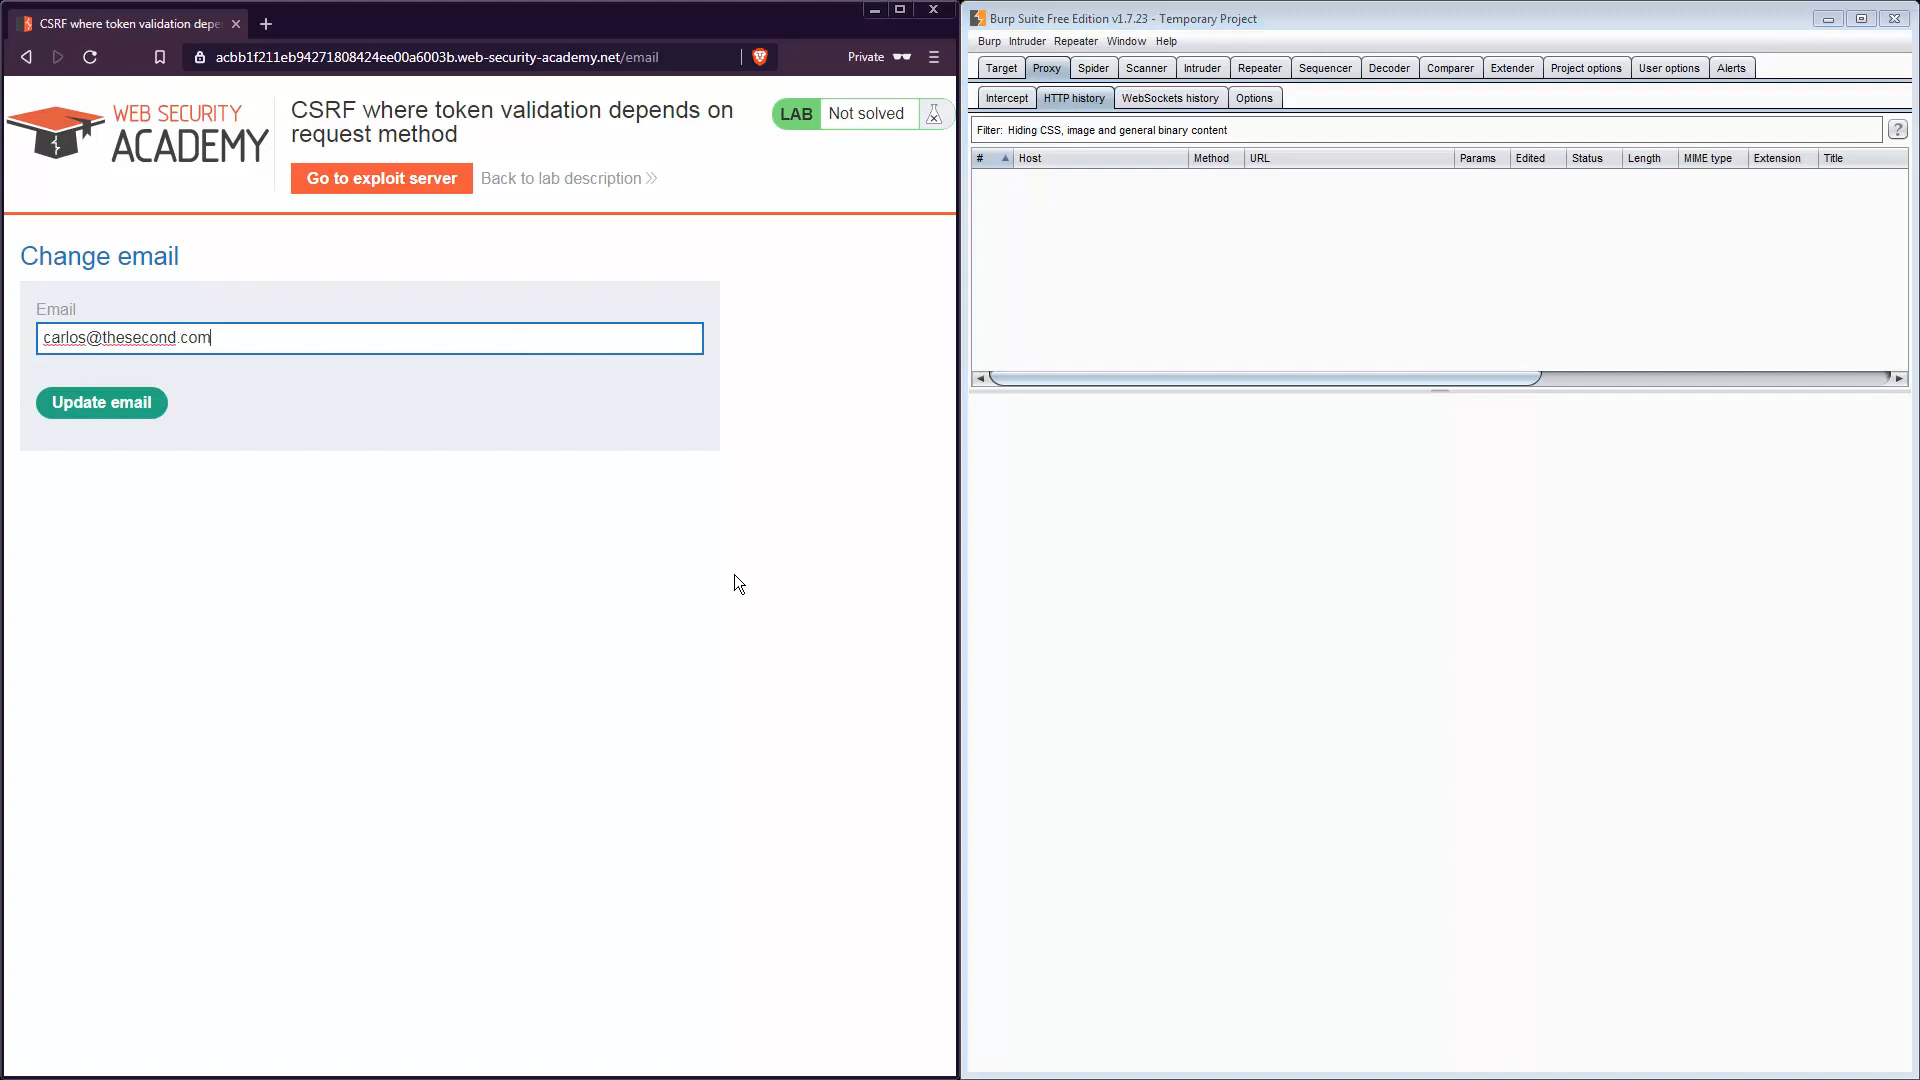 CSRF where token validation depe
acbb1f211eb94271808424ee00a6003b.web-security-academy.net/email
Private
WEB SECURITY
ACADEMY
CSRF where token validation depends on
request method
LAB Not solved
Go to exploit server
Back to lab description
Change email
Email
carlos@thesecond.com
Update email
Burp Suite Free Edition v1.7.23 - Temporary Project
Burp Intruder Repeater Window Help
Target Proxy Spider Scanner Intruder Repeater Sequencer Decoder Comparer Extender Project options User options Alerts
Intercept HTTP history WebSockets history Options
Filter: Hiding CSS, image and general binary content
?
# Host Method URL Params Edited Status Length MIME type Extension Title